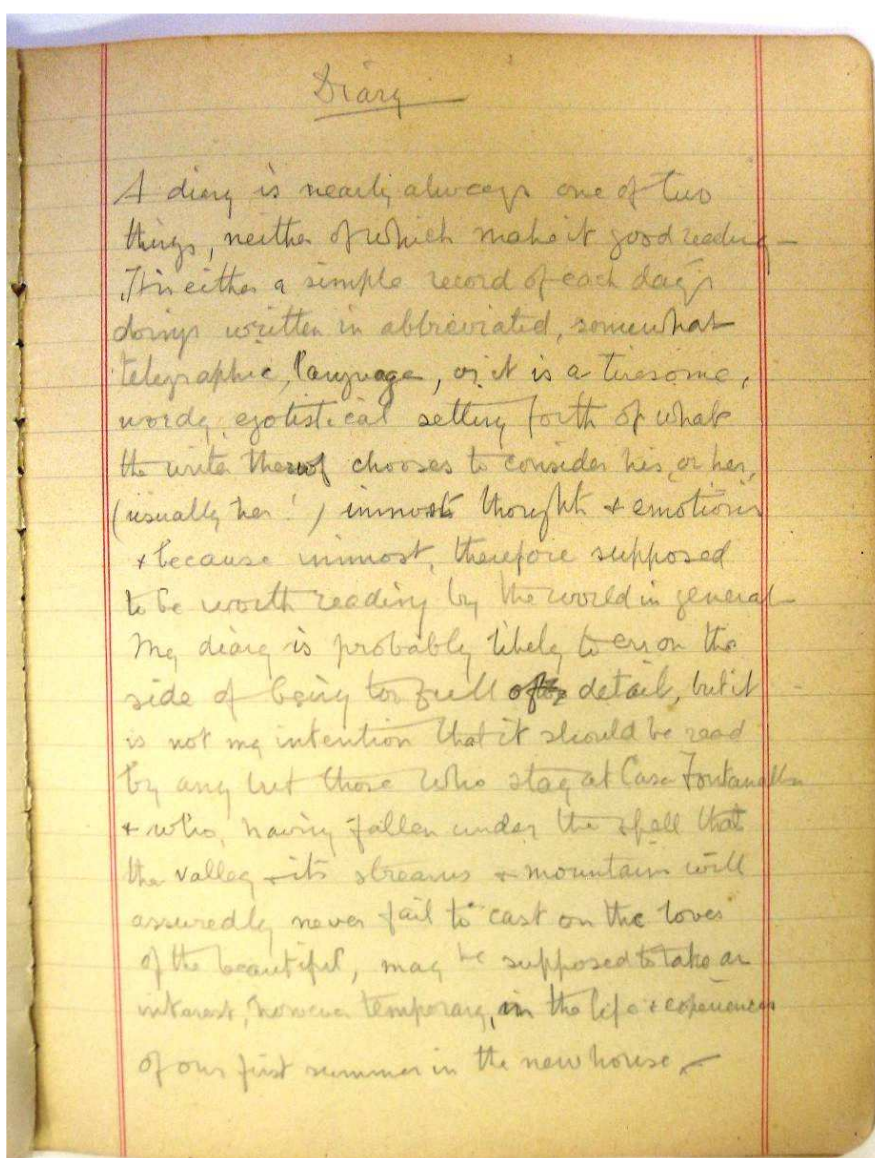 Diary
A diary is nearly always one of two
things, neither of which make it good reading –
It is either a simple record of each day's
doings written in abbreviated, somewhat
telegraphic, language, or it is a tiresome,
wordy, egotistical setting forth of what
the writer thereof chooses to consider his, or her,
(usually her!) inmost thoughts & emotions
& because inmost, therefore supposed
to be worth reading by the world in general –
My diary is probably likely to err on the
side of being too full of detail, but it
is not my intention that it should be read
by any but those who stay at Casa Fontanalba
& who, having fallen under the spell that
the valley & its streams & mountains will
assuredly never fail to cast on the lover
of the beautiful, may be supposed to take an
interest, however temporary, in the life & experiences
of our first summer in the new house –